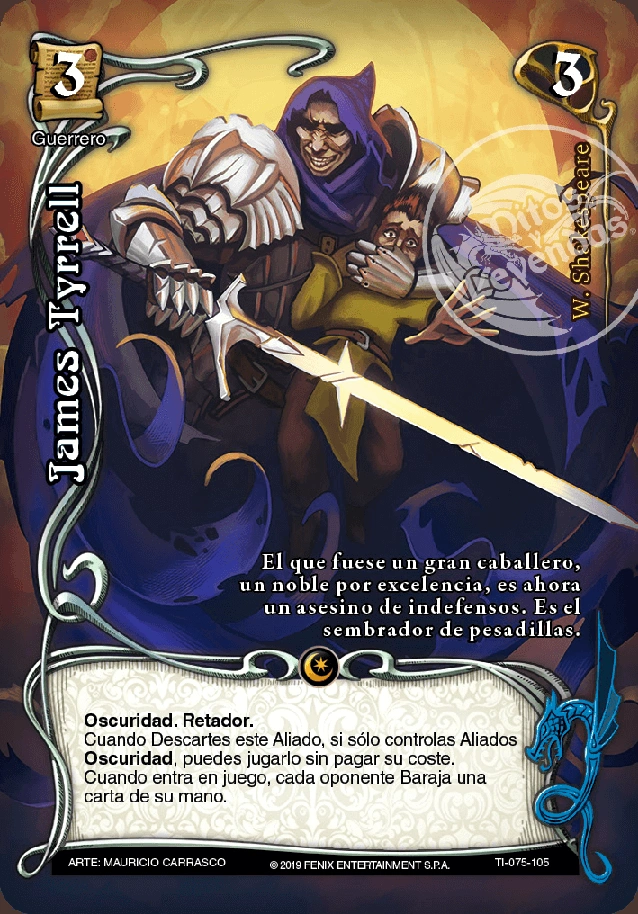 3
3
Guerrero
James Tyrrell
W. Shakespeare
Mitos y Leyendas
El que fuese un gran caballero,
un noble por excelencia, es ahora
un asesino de indefensos. Es el
sembrador de pesadillas.
Oscuridad. Retador.
Cuando Descartes este Aliado, si sólo controlas Aliados
Oscuridad, puedes jugarlo sin pagar su coste.
Cuando entra en juego, cada oponente Baraja una
carta de su mano.
ARTE: MAURICIO CARRASCO
© 2019 FENIX ENTERTAINMENT S.P.A.
TI-075-105